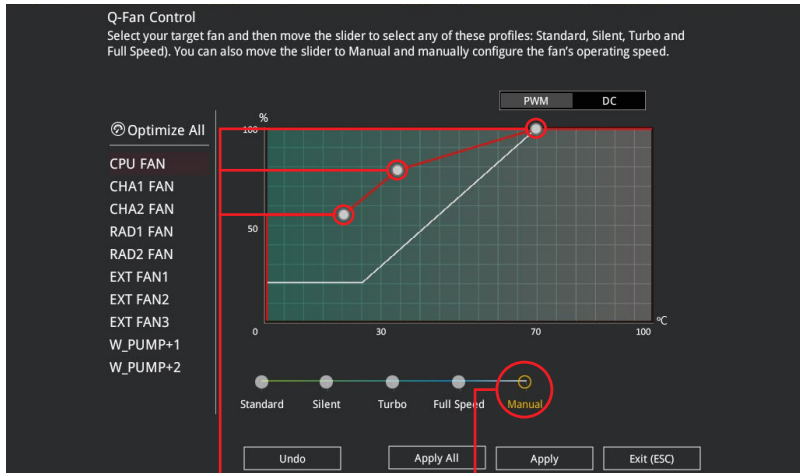 Q-Fan Control
Select your target fan and then move the slider to select any of these profiles: Standard, Silent, Turbo and
Full Speed). You can also move the slider to Manual and manually configure the fan's operating speed.
PWM DC
%
Optimize All
100
CPU FAN
CHA1 FAN
CHA2 FAN
50
RAD1 FAN
RAD2 FAN
EXT FAN1
EXT FAN2
EXT FAN3
ºC
0 30 70 100
W_PUMP+1
W_PUMP+2
Standard Silent Turbo Full Speed Manual
Undo Apply All Apply Exit (ESC)